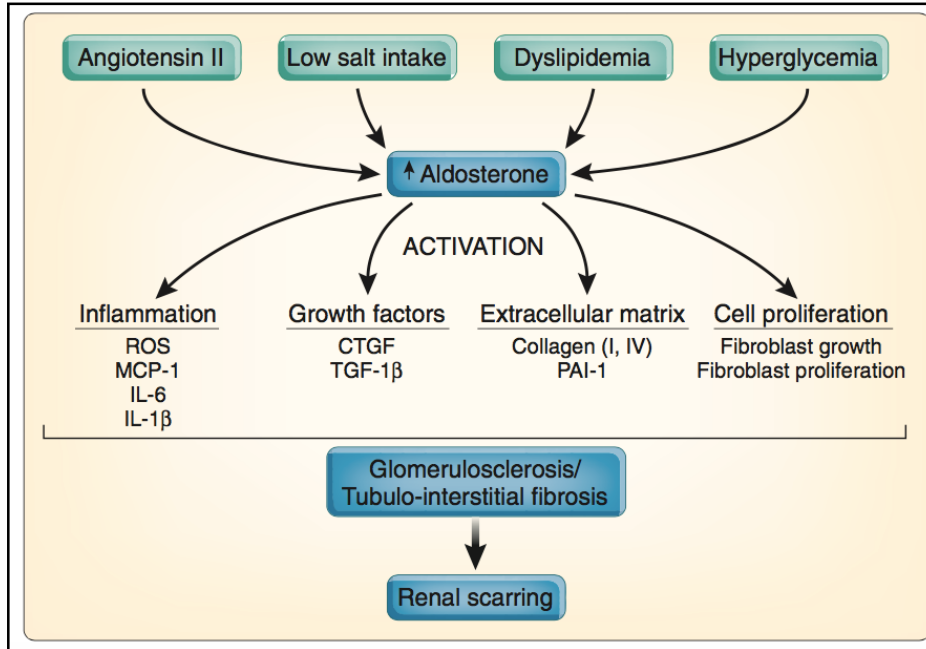 Angiotensin II
Low salt intake
Dyslipidemia
Hyperglycemia
Aldosterone
ACTIVATION
Inflammation
ROS
MCP-1
IL-6
IL-1β
Growth factors
CTGF
TGF-1β
Extracellular matrix
Collagen (I, IV)
PAI-1
Cell proliferation
Fibroblast growth
Fibroblast proliferation
Glomerulosclerosis/
Tubulo-interstitial fibrosis
Renal scarring